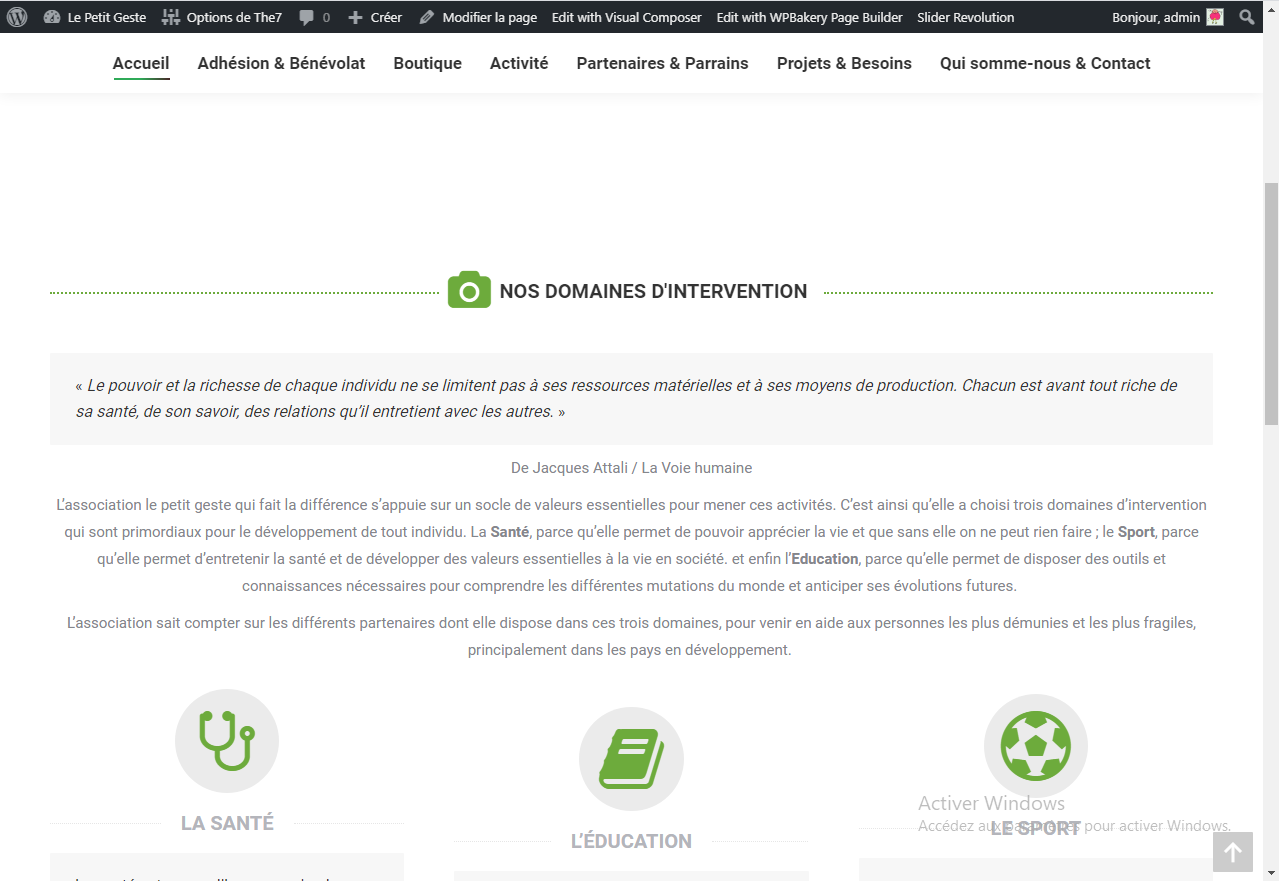 Le Petit Geste Options de The7 0 Créer Modifier la page Edit with Visual Composer Edit with WPBakery Page Builder Slider Revolution Bonjour, admin
Accueil Adhésion & Bénévolat Boutique Activité Partenaires & Parrains Projets & Besoins Qui somme-nous & Contact
NOS DOMAINES D'INTERVENTION
« Le pouvoir et la richesse de chaque individu ne se limitent pas à ses ressources matérielles et à ses moyens de production. Chacun est avant tout riche de
sa santé, de son savoir, des relations qu’il entretient avec les autres. »
De Jacques Attali / La Voie humaine
L’association le petit geste qui fait la différence s’appuie sur un socle de valeurs essentielles pour mener ces activités. C’est ainsi qu’elle a choisi trois domaines d’intervention
qui sont primordiaux pour le développement de tout individu. La Santé, parce qu’elle permet de pouvoir apprécier la vie et que sans elle on ne peut rien faire ; le Sport, parce
qu’elle permet d’entretenir la santé et de développer des valeurs essentielles à la vie en société. et enfin l’Education, parce qu’elle permet de disposer des outils et
connaissances nécessaires pour comprendre les différentes mutations du monde et anticiper ses évolutions futures.
L’association sait compter sur les différents partenaires dont elle dispose dans ces trois domaines, pour venir en aide aux personnes les plus démunies et les plus fragiles,
principalement dans les pays en développement.
LA SANTÉ
L’ÉDUCATION
LE SPORT
Activer Windows
Accédez aux paramètres pour activer Windows.